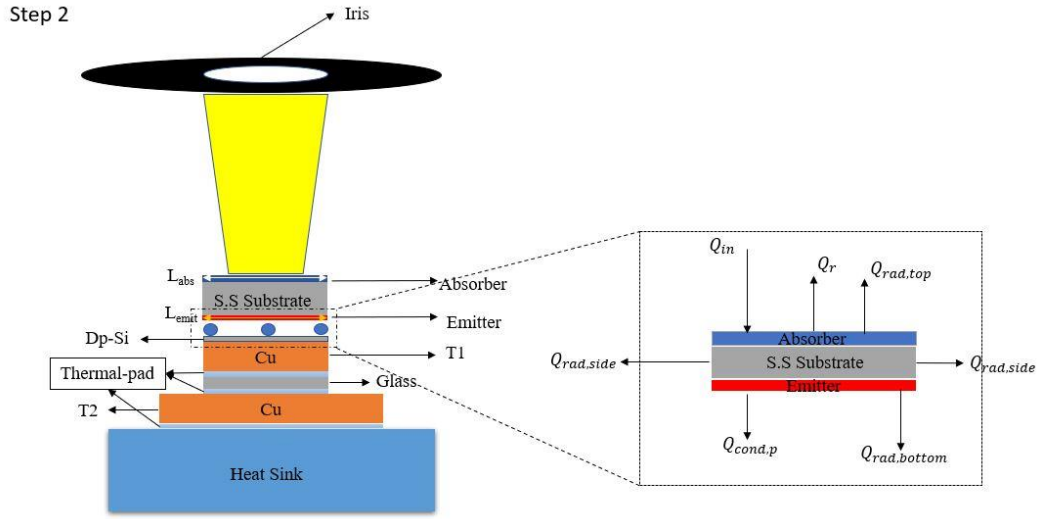 Step 2
Iris
L_abs
Absorber
S.S Substrate
L_emit
Emitter
Dp-Si
Cu
T1
Thermal-pad
Glass
T2
Cu
Heat Sink
Q_in
Q_r
Q_rad,top
Absorber
Q_rad,side
S.S Substrate
Q_rad,side
Emitter
Q_cond,p
Q_rad,bottom